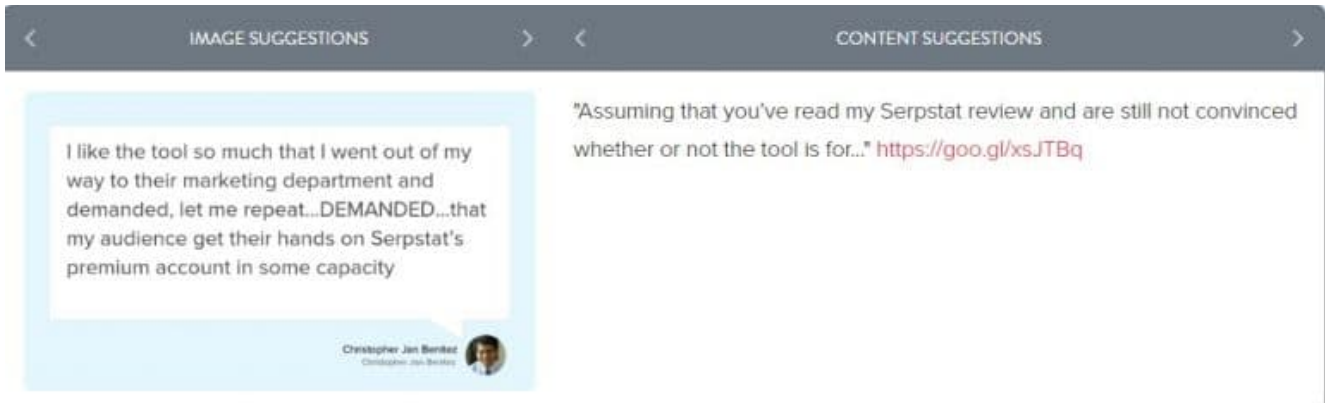 IMAGE SUGGESTIONS
CONTENT SUGGESTIONS
I like the tool so much that I went out of my
way to their marketing department and
demanded, let me repeat...DEMANDED...that
my audience get their hands on Serpstat's
premium account in some capacity
Christopher Jan Benitez
Christopher Jan Benitez
"Assuming that you've read my Serpstat review and are still not convinced
whether or not the tool is for..." https://goo.gl/xsJTBq